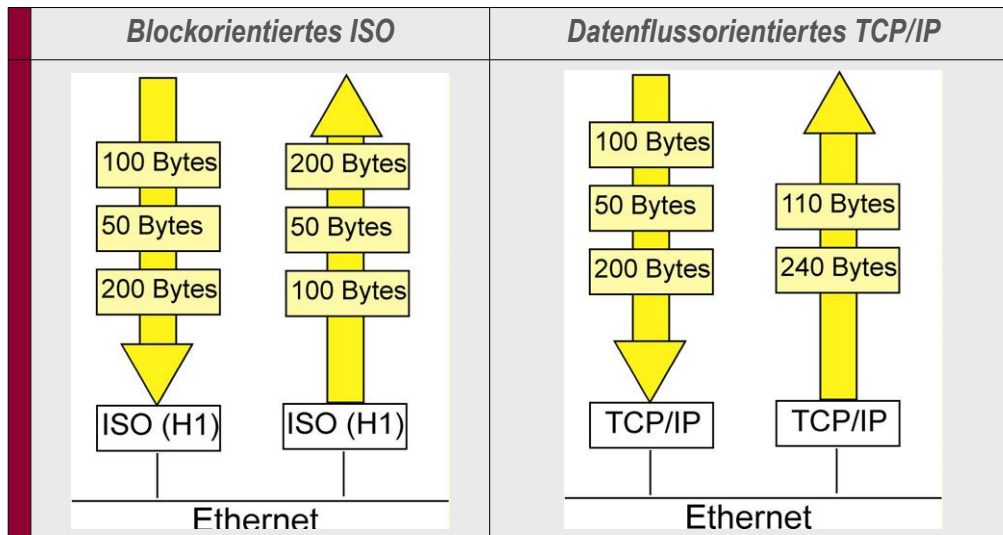 Blockorientiertes ISO
Datenflussorientiertes TCP/IP
100 Bytes
50 Bytes
200 Bytes
ISO (H1)
200 Bytes
50 Bytes
100 Bytes
ISO (H1)
Ethernet
100 Bytes
50 Bytes
200 Bytes
TCP/IP
110 Bytes
240 Bytes
TCP/IP
Ethernet